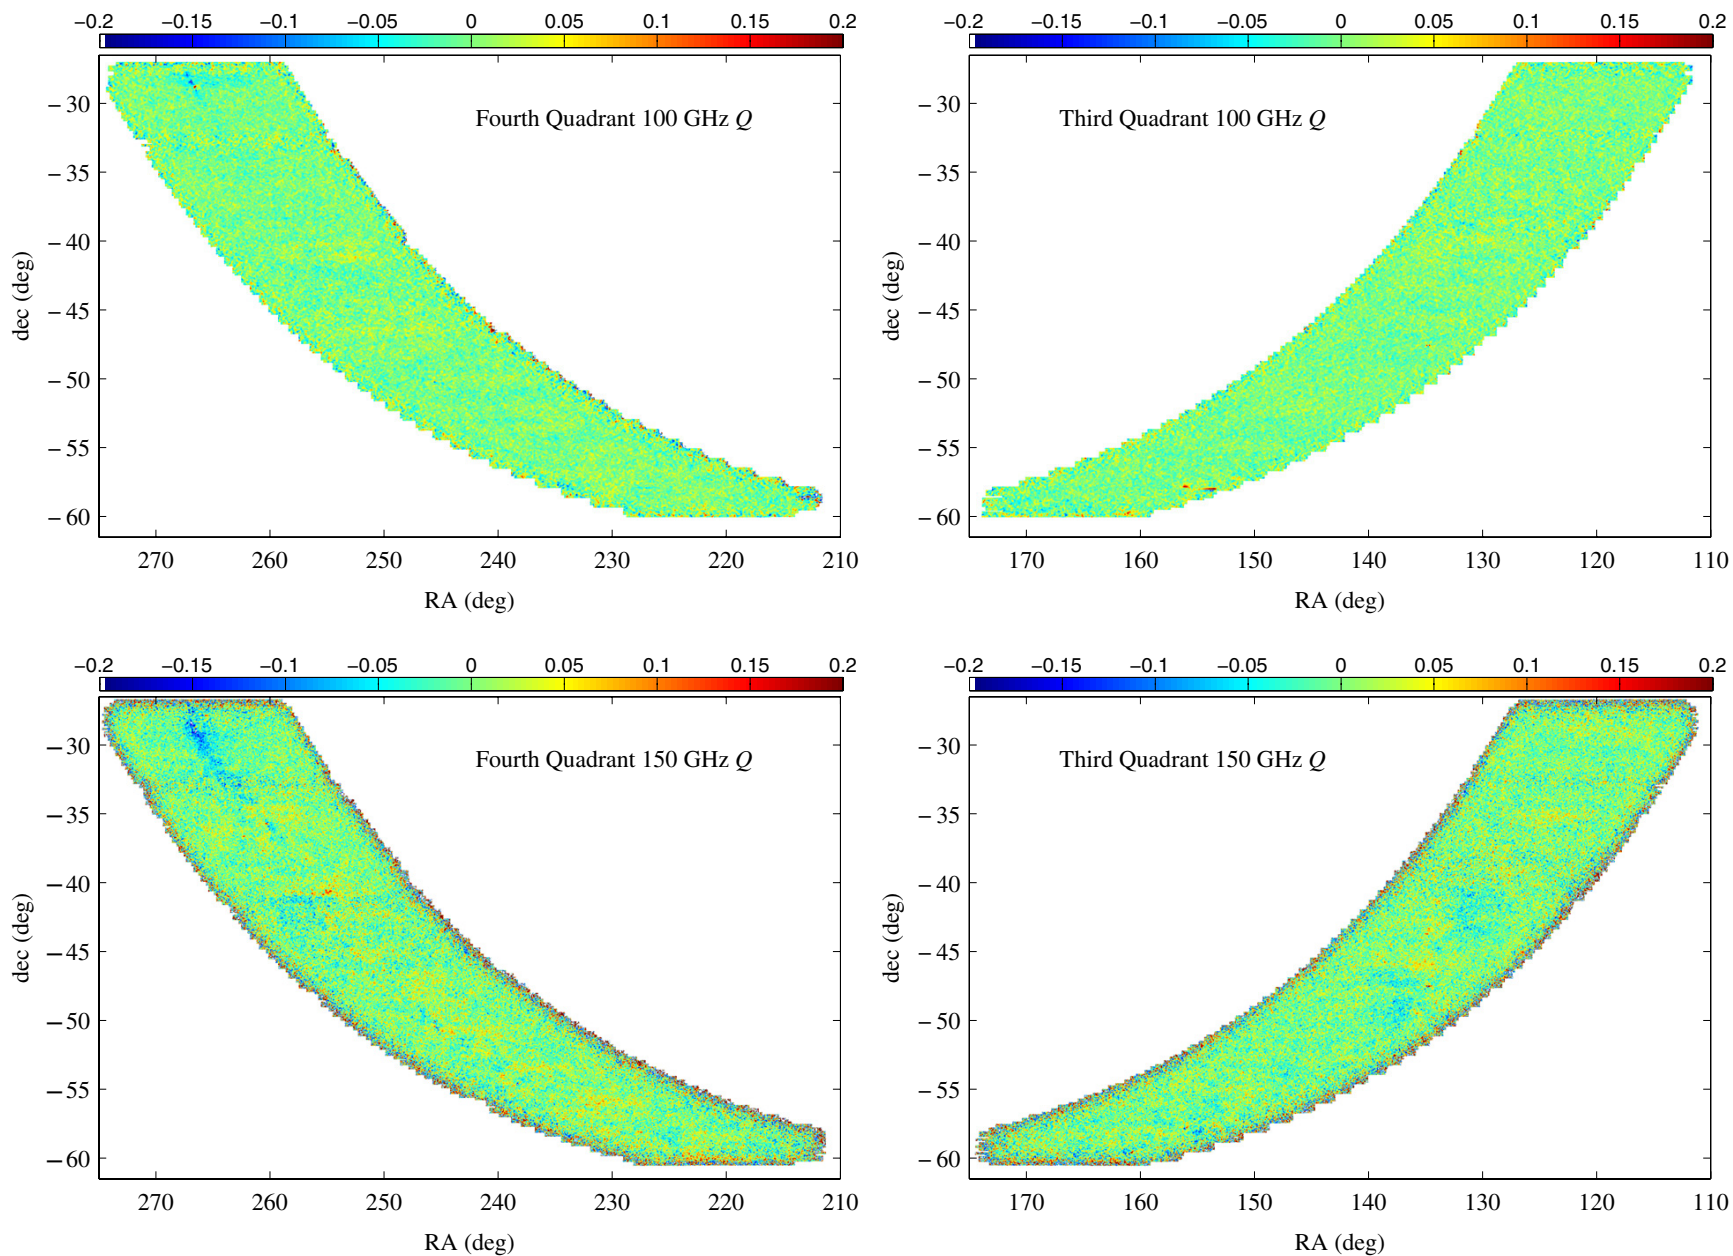 −0.2 −0.15 −0.1 −0.05 0 0.05 0.1 0.15 0.2
−30
−35
−40
−45
−50
−55
−60
dec (deg)
Fourth Quadrant 100 GHz Q
270 260 250 240 230 220 210
RA (deg)
−0.2 −0.15 −0.1 −0.05 0 0.05 0.1 0.15 0.2
−30
−35
−40
−45
−50
−55
−60
dec (deg)
Third Quadrant 100 GHz Q
170 160 150 140 130 120 110
RA (deg)
−0.2 −0.15 −0.1 −0.05 0 0.05 0.1 0.15 0.2
−30
−35
−40
−45
−50
−55
−60
dec (deg)
Fourth Quadrant 150 GHz Q
270 260 250 240 230 220 210
RA (deg)
−0.2 −0.15 −0.1 −0.05 0 0.05 0.1 0.15 0.2
−30
−35
−40
−45
−50
−55
−60
dec (deg)
Third Quadrant 150 GHz Q
170 160 150 140 130 120 110
RA (deg)